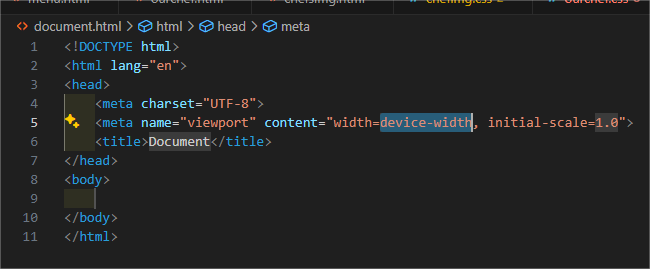 document.html > html > head > meta
1 <!DOCTYPE html>
2 <html lang="en">
3 <head>
4 <meta charset="UTF-8">
5 <meta name="viewport" content="width=device-width, initial-scale=1.0">
6 <title>Document</title>
7 </head>
8 <body>
9
10 </body>
11 </html>